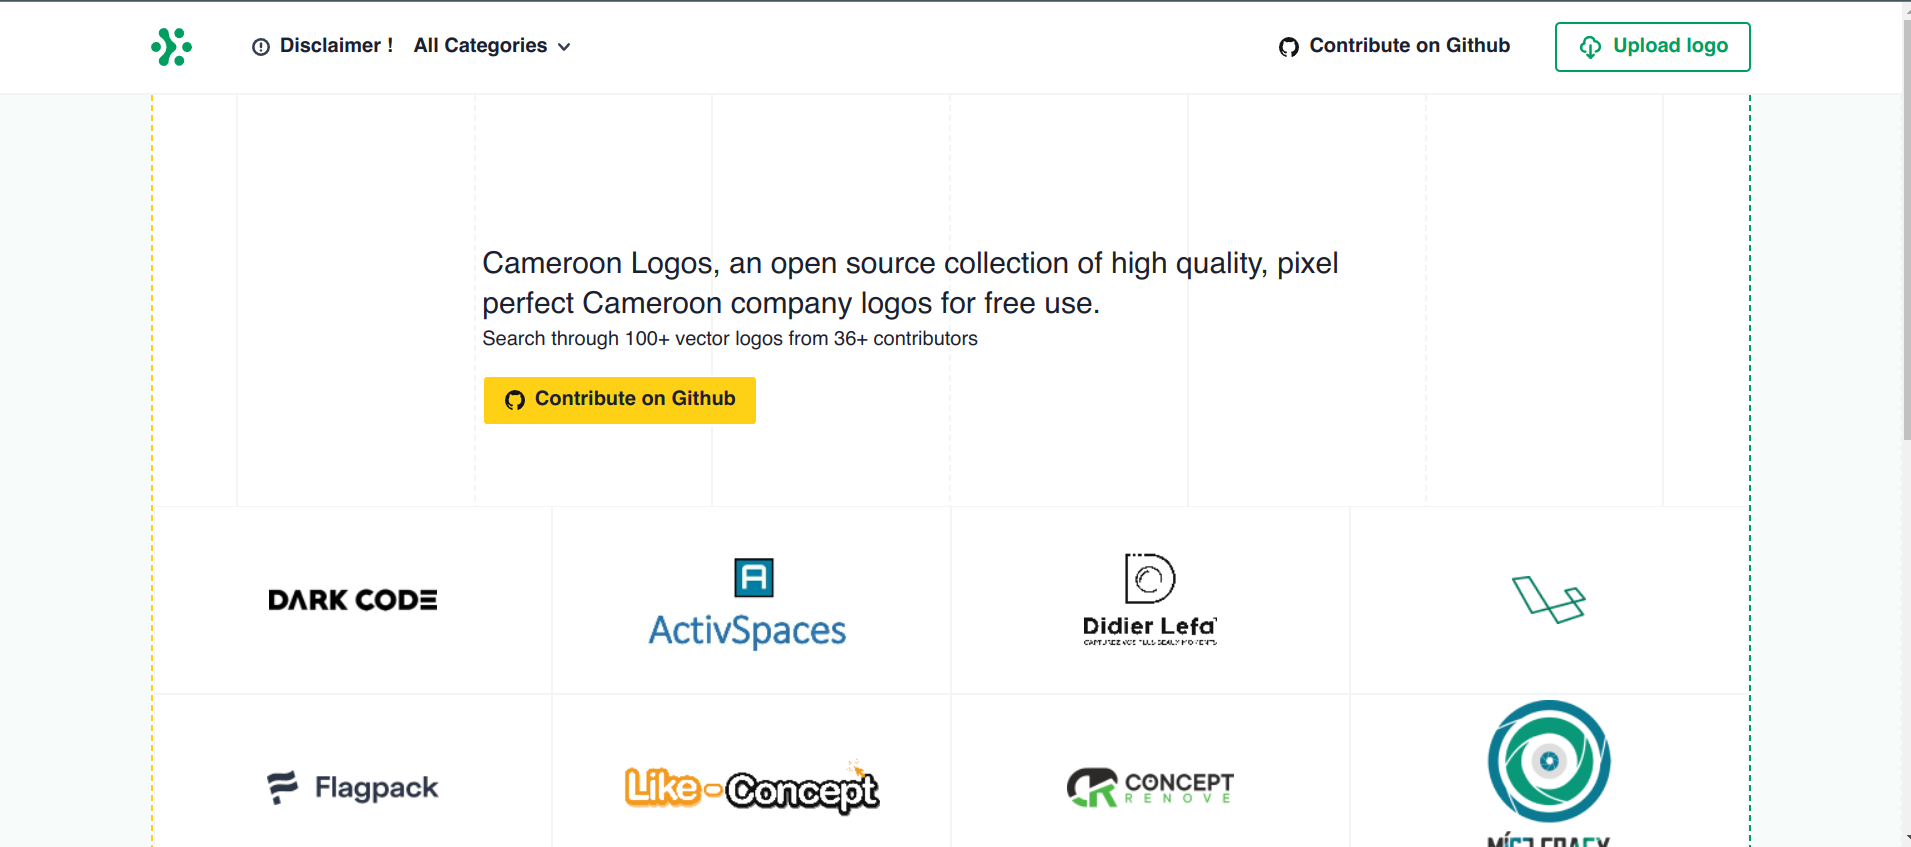 Disclaimer !
All Categories
Contribute on Github
Upload logo
Cameroon Logos, an open source collection of high quality, pixel
perfect Cameroon company logos for free use.
Search through 100+ vector logos from 36+ contributors
Contribute on Github
DARK CODE
A
ActivSpaces
Didier Lefa
Flagpack
Like-Concept
CONCEPT
RENOVE